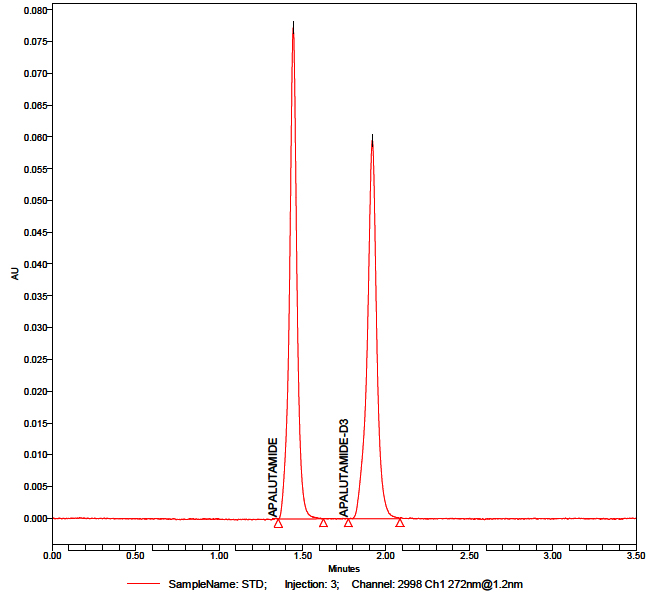 0.080
0.075
0.070
0.065
0.060
0.055
0.050
0.045
0.040
0.035
0.030
0.025
0.020
0.015
0.010
0.005
0.000
AU
APALUTAMIDE
APALUTAMIDE-D3
0.00 0.50 1.00 1.50 2.00 2.50 3.00 3.50
Minutes
SampleName: STD; Injection: 3; Channel: 2998 Ch1 272nm@1.2nm